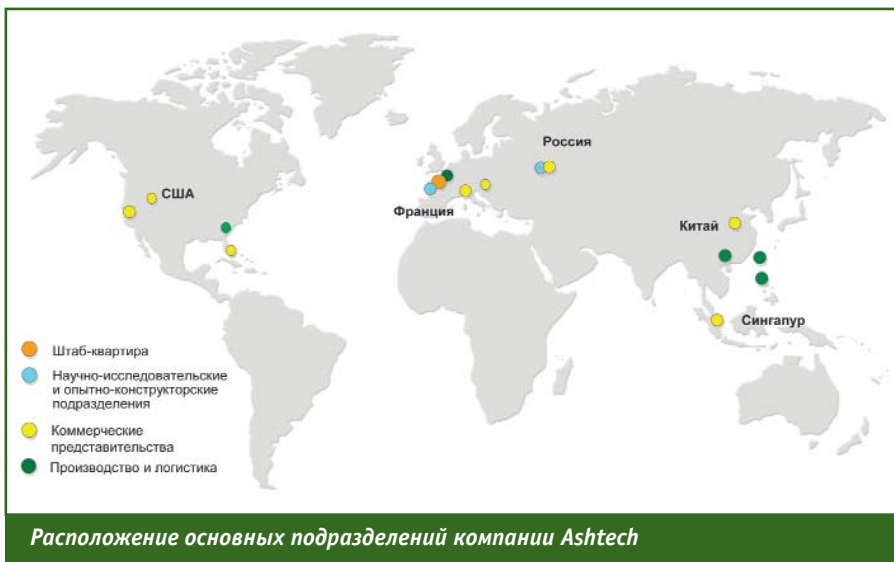 Россия
США
Франция
Китай
Сингапур
Штаб-квартира
Научно-исследовательские
и опытно-конструкторские
подразделения
Коммерческие
представительства
Производство и логистика
Расположение основных подразделений компании Ashtech